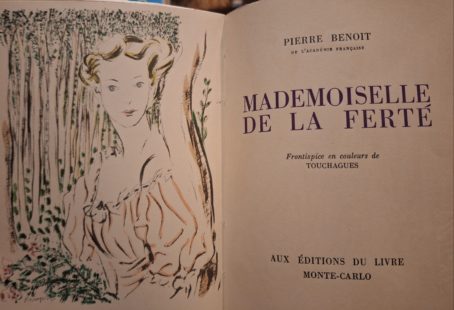 PIERRE BENOIT
DE L'ACADÉMIE FRANÇAISE
MADEMOISELLE
DE LA FERTÉ
Frontispice en couleurs de
TOUCHAGUES
AUX ÉDITIONS DU LIVRE
MONTE-CARLO